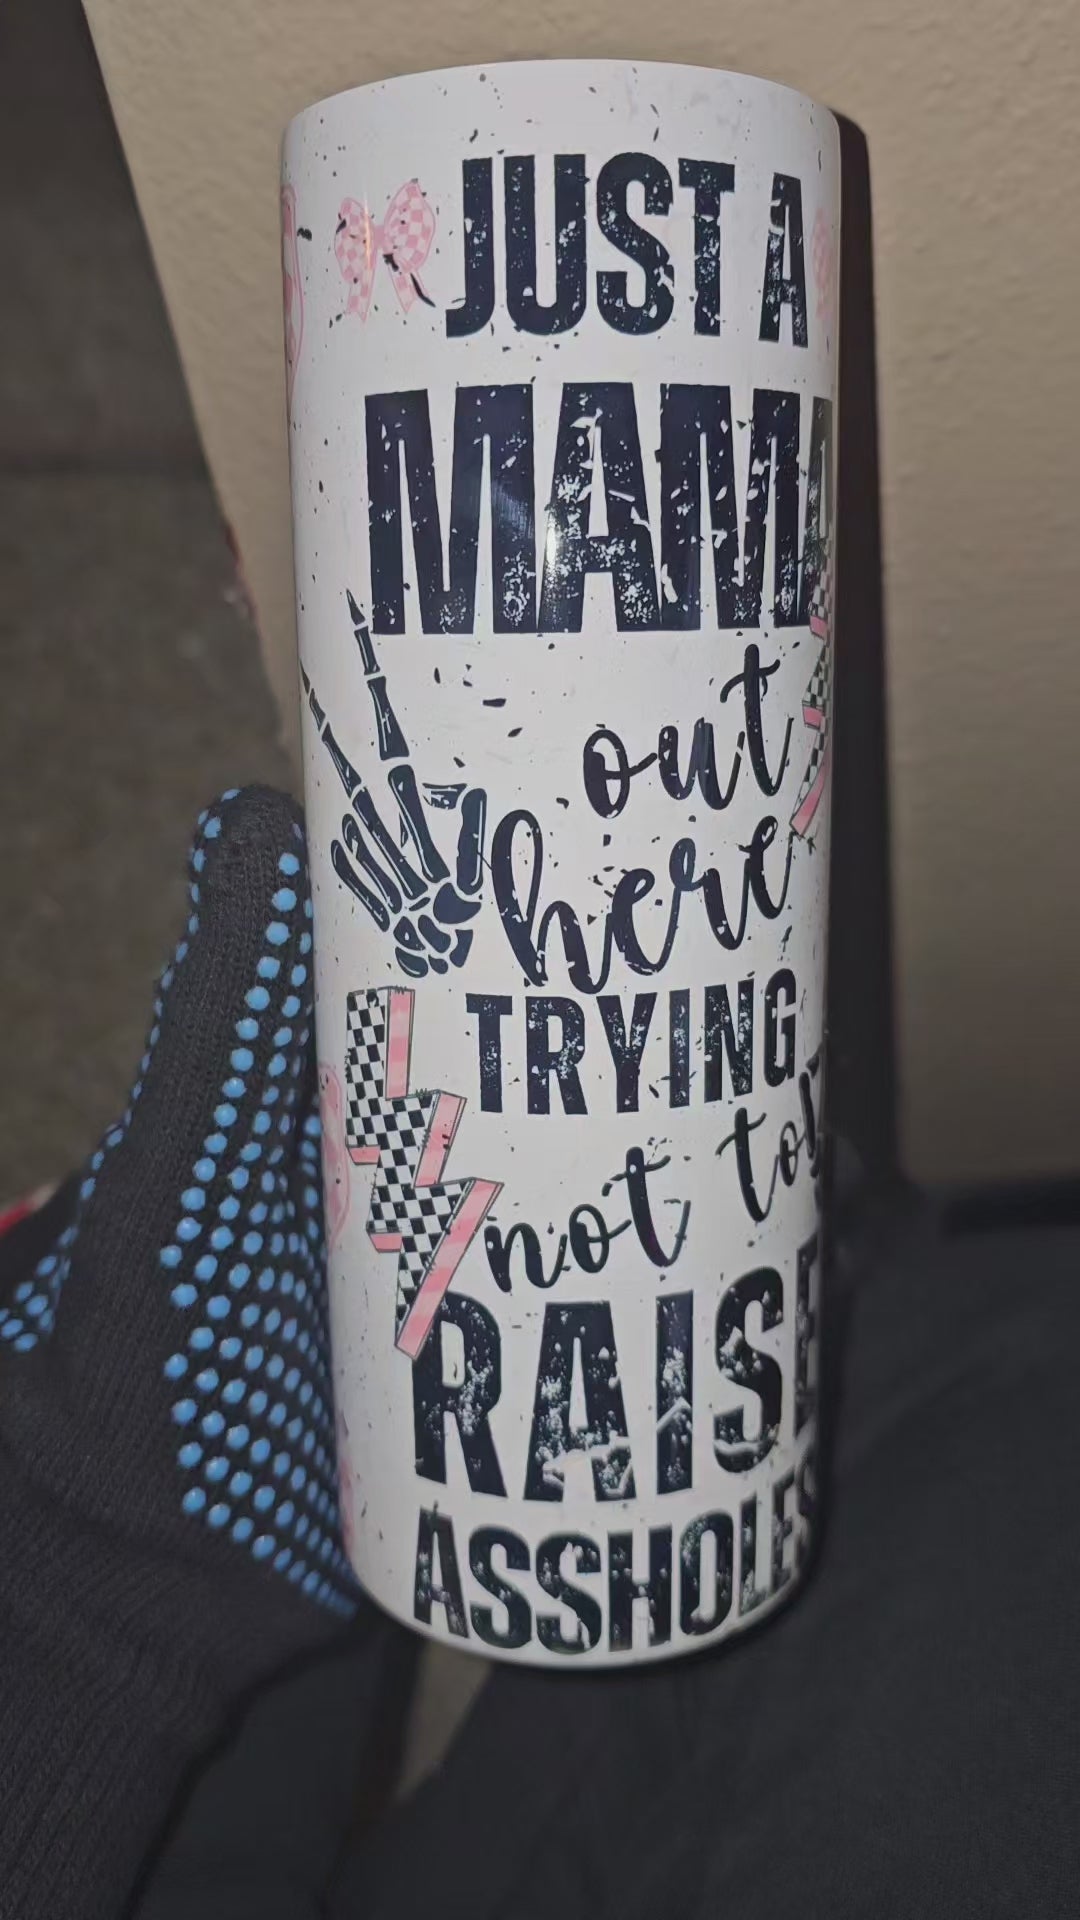 JUST A
MAMA
out
here
TRYING
not to
RAISE
ASSHOLES